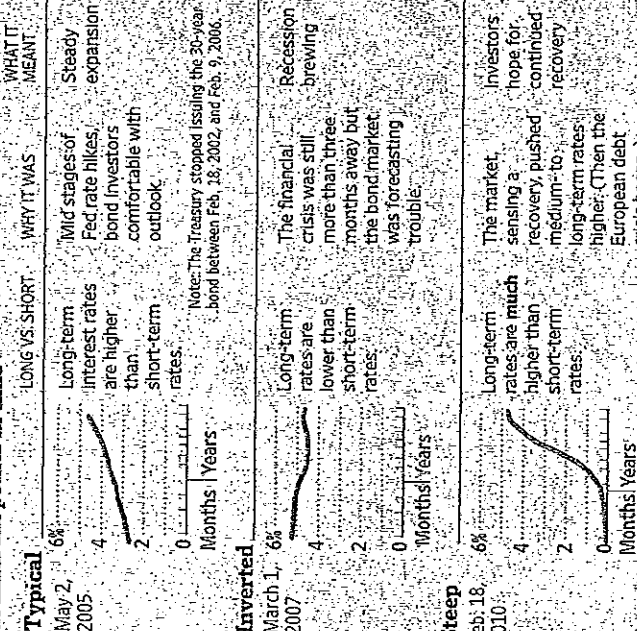 LONG VS. SHORT
WHY IT WAS
WHAT IT
MEANT
Typical
May 2,
2005
6%
4
2
0
Months Years
Long-term
interest rates
are higher
than
short-term
rates.
Mid stages of
Fed rate hikes,
bond investors
comfortable with
outlook
Steady
expansion
Note: The Treasury stopped issuing the 30-year
bond between Feb. 18, 2002, and Feb. 9, 2006.
Inverted
March 1,
2007
6%
4
2
0
Months Years
Long-term
rates are
lower than
short-term
rates.
The financial
crisis was still
more than three
months away but
the bond market
was forecasting
trouble.
Recession
brewing
teep
eb. 18,
010
6%
4
2
0
Months Years
Long-term
rates are much
higher than
short-term
rates.
The market,
sensing a
recovery, pushed
medium- to
long-term rates
higher. (Then the
European debt
Investors
hope for
continued
recovery